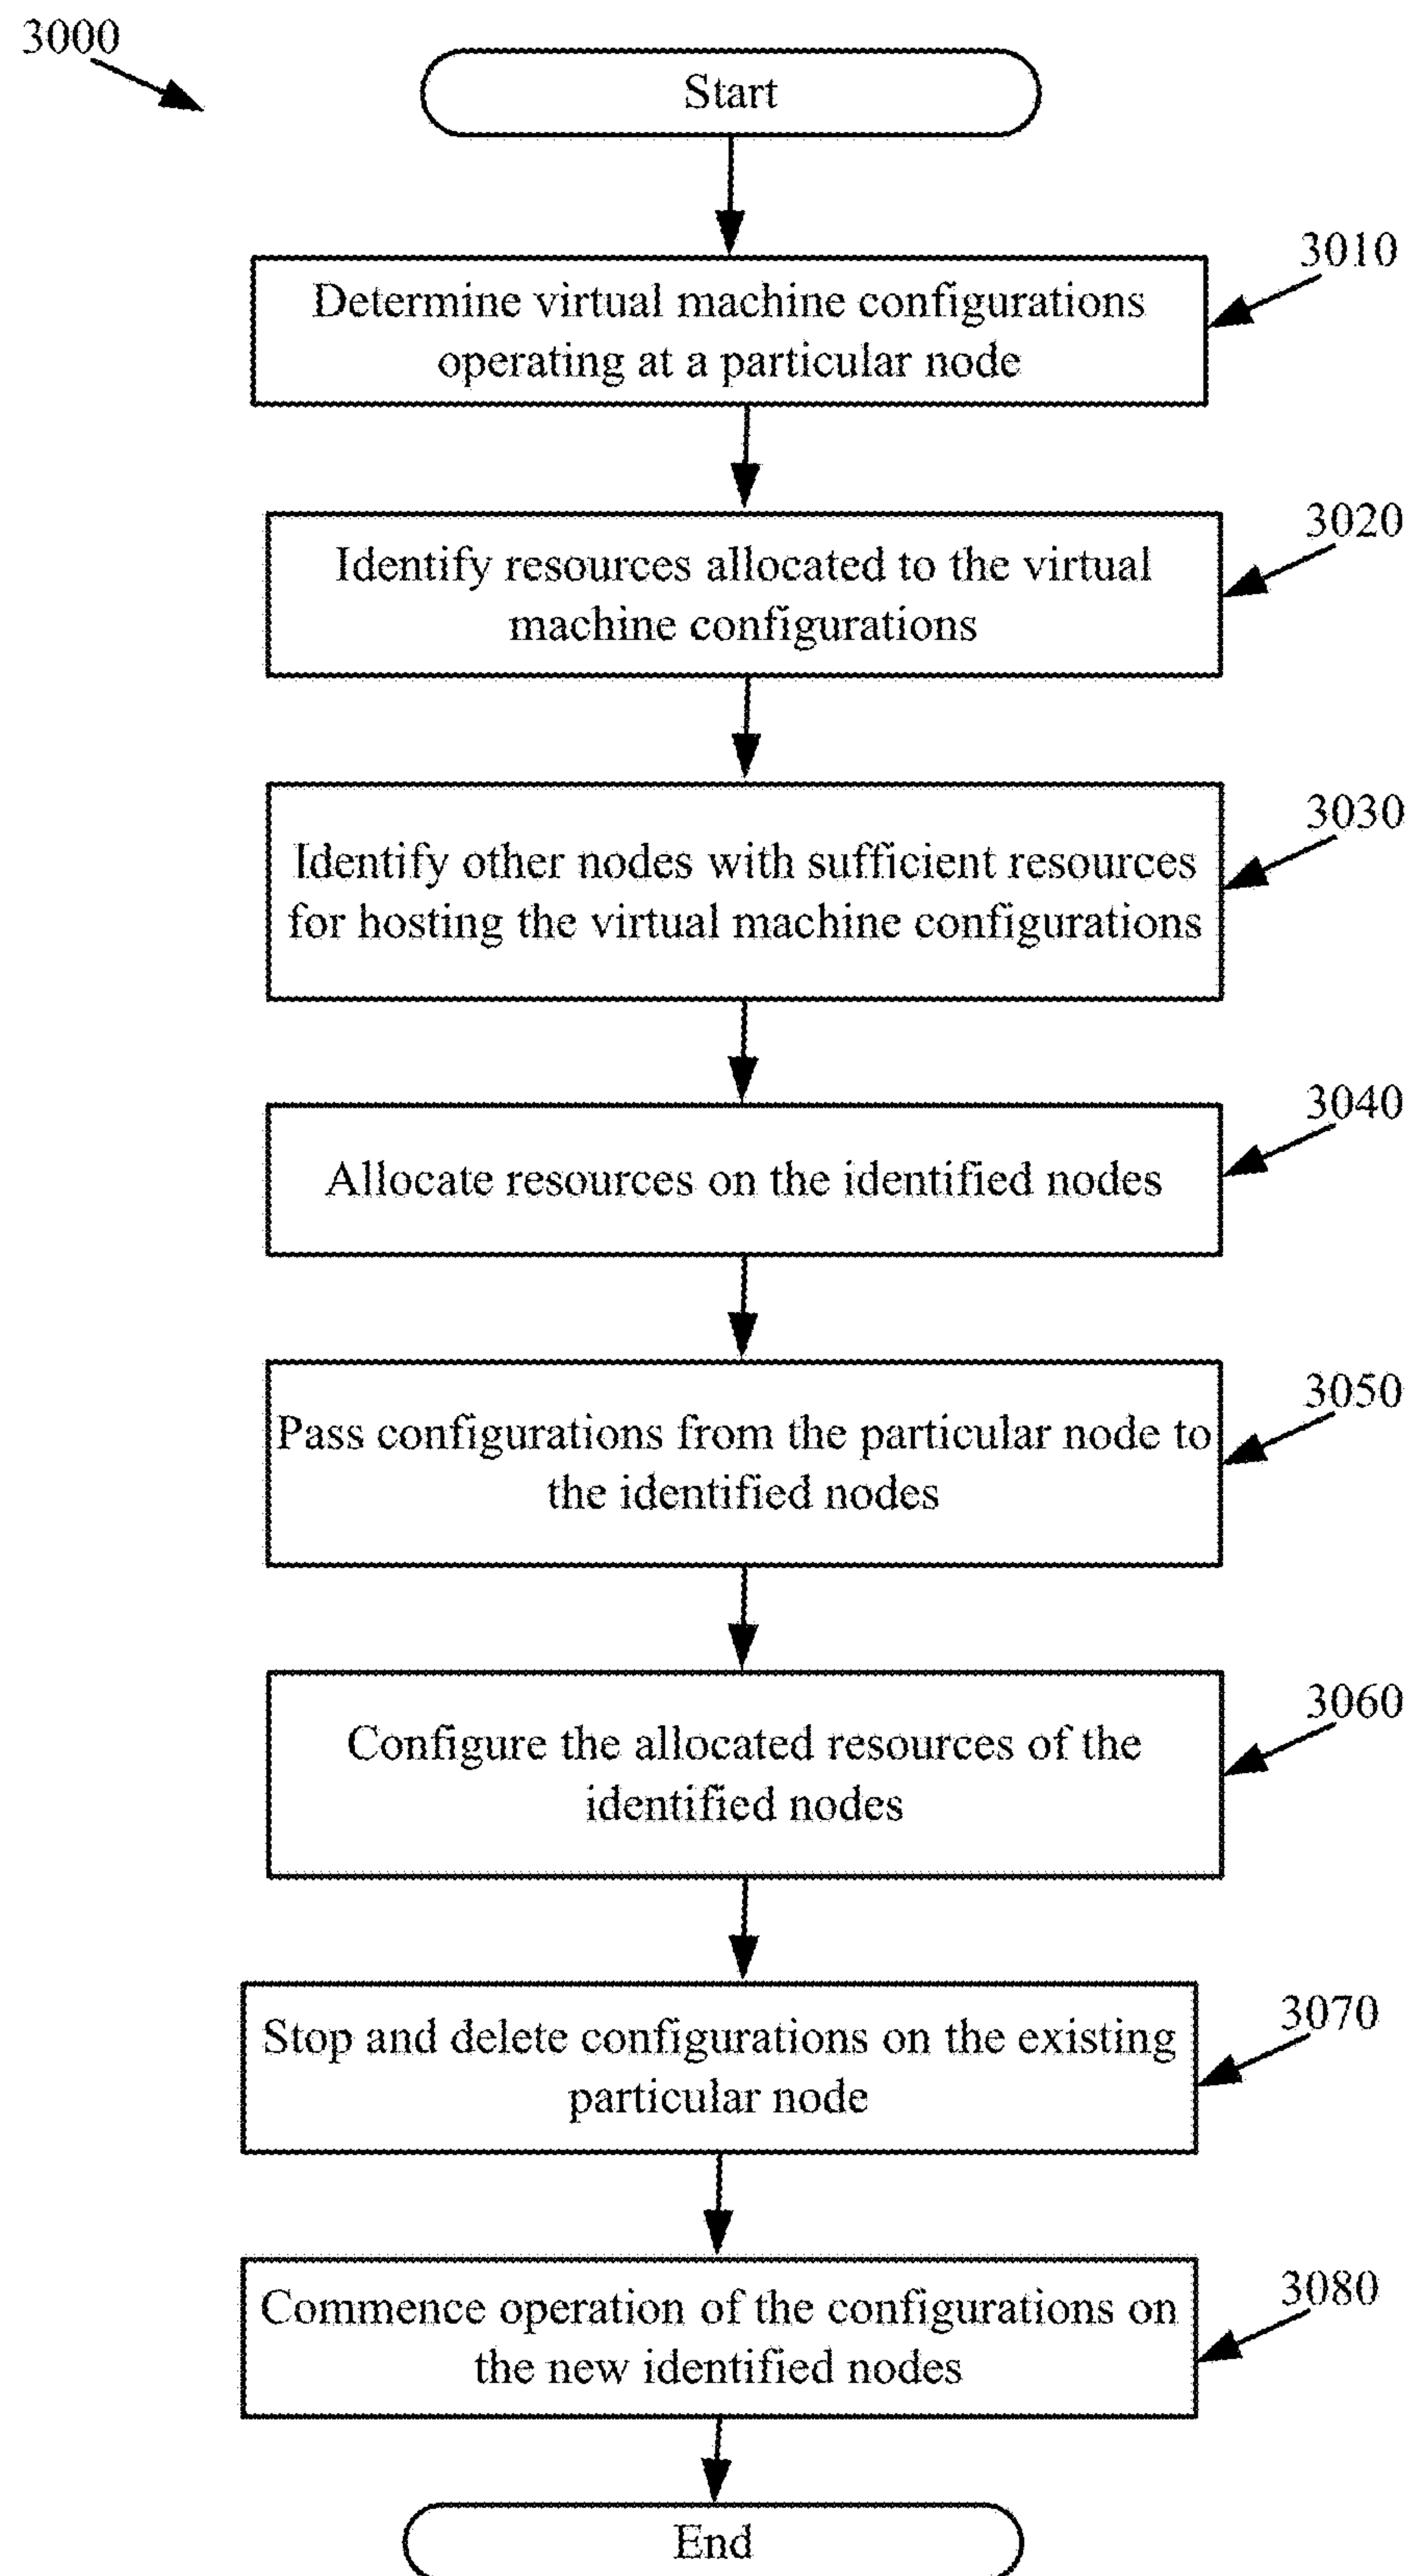 3000
Start
3010
Determine virtual machine configurations
operating at a particular node
3020
Identify resources allocated to the virtual
machine configurations
3030
Identify other nodes with sufficient resources
for hosting the virtual machine configurations
3040
Allocate resources on the identified nodes
3050
Pass configurations from the particular node to
the identified nodes
3060
Configure the allocated resources of the
identified nodes
3070
Stop and delete configurations on the existing
particular node
3080
Commence operation of the configurations on
the new identified nodes
End